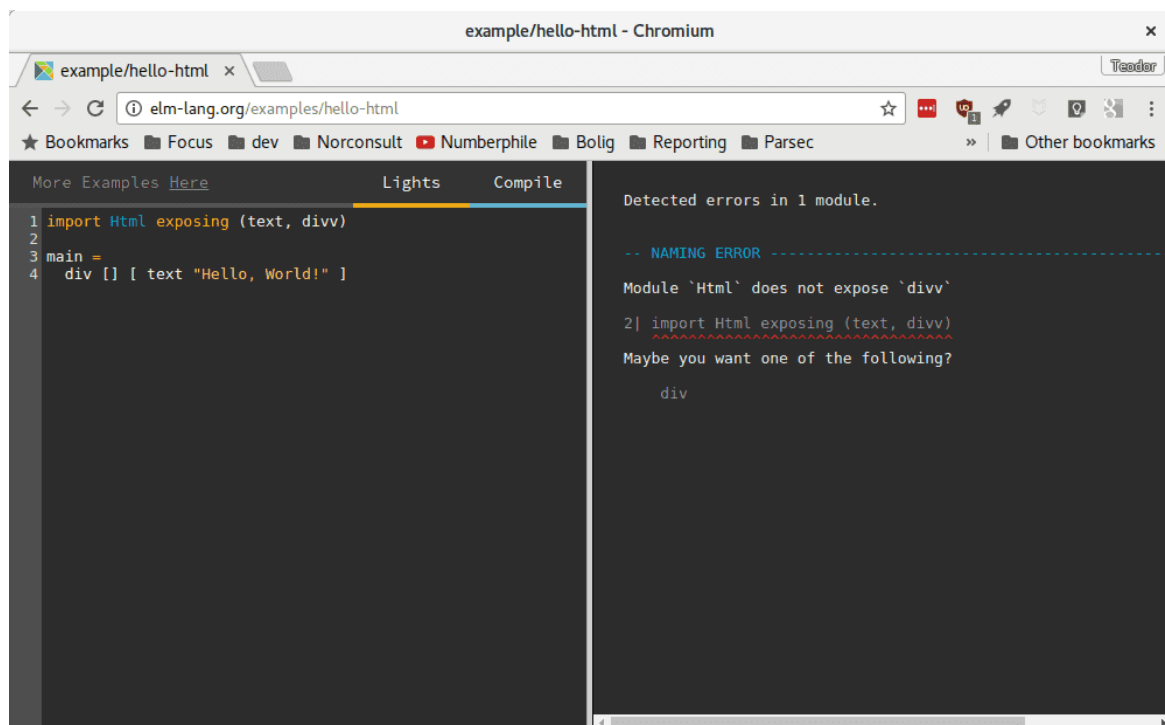 example/hello-html - Chromium
example/hello-html
Teodor
elm-lang.org/examples/hello-html
1
Bookmarks Focus dev Norconsult Numberphile Bolig Reporting Parsec » Other bookmarks
More Examples Here Lights Compile
1 import Html exposing (text, divv)
2
3 main =
4 div [] [ text "Hello, World!" ]
Detected errors in 1 module.
-- NAMING ERROR -------------------------------------------
Module `Html` does not expose `divv`
2| import Html exposing (text, divv)
^^^^^^^^^^^^^^^^^^^^^^^^^^^^^^^^^
Maybe you want one of the following?
div